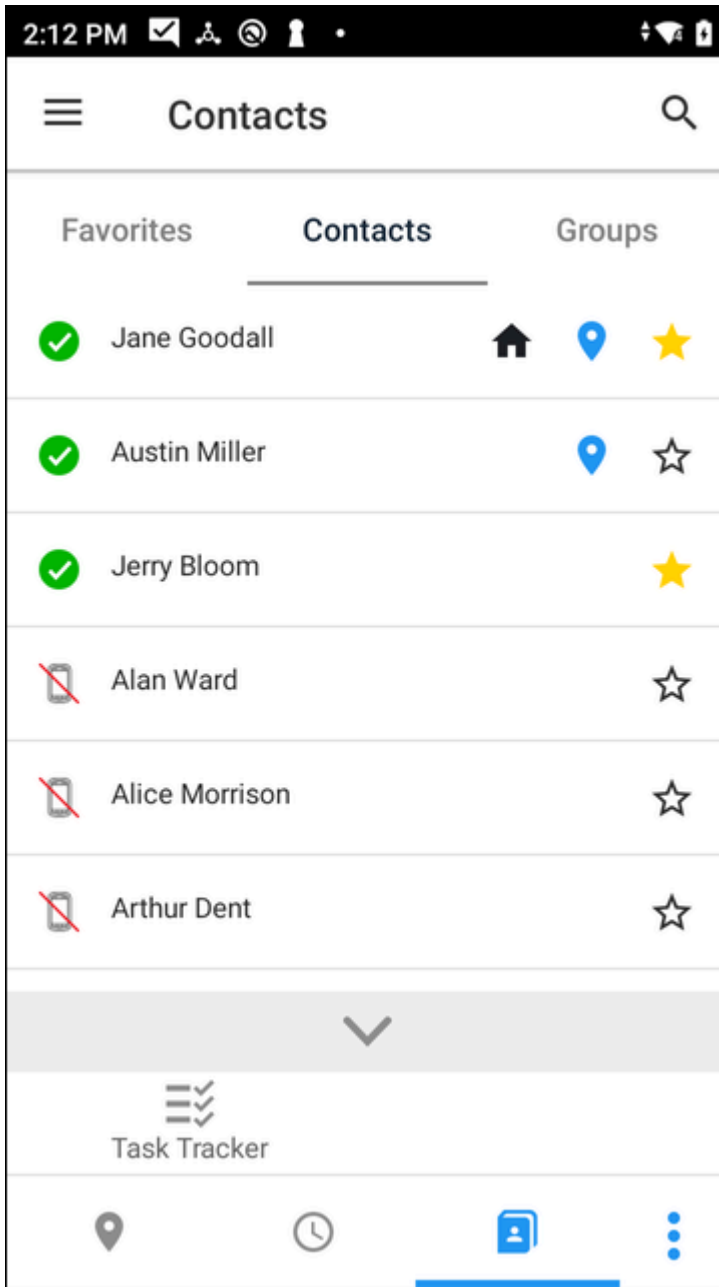 2:12 PM
Contacts
Favorites Contacts Groups
Jane Goodall
Austin Miller
Jerry Bloom
Alan Ward
Alice Morrison
Arthur Dent
Task Tracker